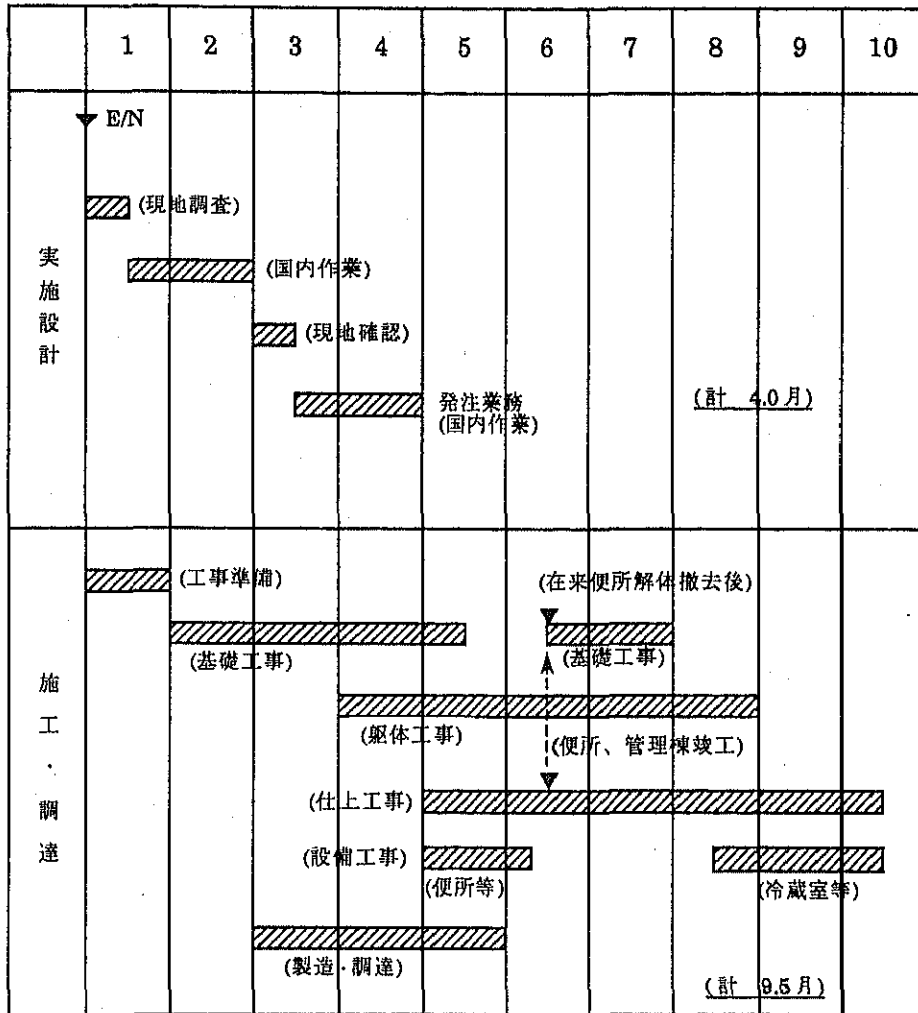 1 2 3 4 5 6 7 8 9 10
実施設計
E/N
(現地調査)
(国内作業)
(現地確認)
発注業務
(国内作業)
(計 4.0月)
施工・調達
(工事準備)
(在来便所解体撤去後)
(基礎工事)
(基礎工事)
(躯体工事)
(便所、管理棟竣工)
(仕上工事)
(設備工事)
(便所等)
(冷蔵室等)
(製造・調達)
(計 9.5月)